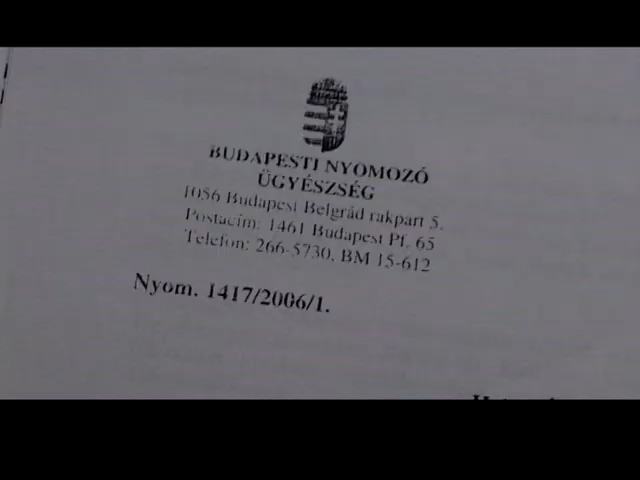 BUDAPESTI NYOMOZÓ
ÜGYÉSZSÉG
1056 Budapest Belgrád rakpart 5.
Postacím: 1461 Budapest Pf. 65
Telefon: 266-5730, BM 15-612
Nyom. 1417/2006/1.